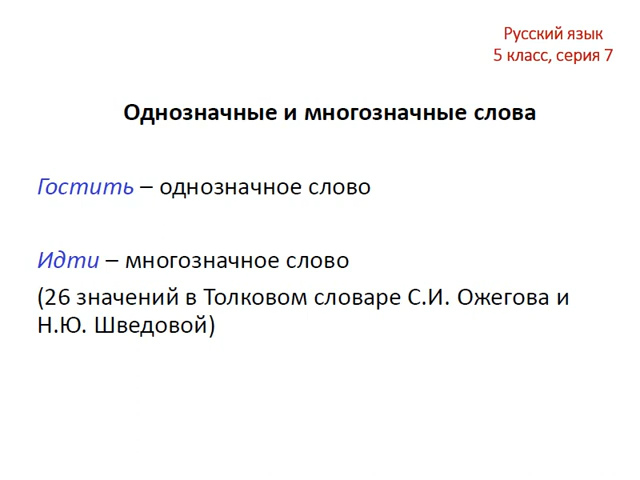 Русский язык
5 класс, серия 7
Однозначные и многозначные слова
Гостить – однозначное слово
Идти – многозначное слово
(26 значений в Толковом словаре С.И. Ожегова и
Н.Ю. Шведовой)